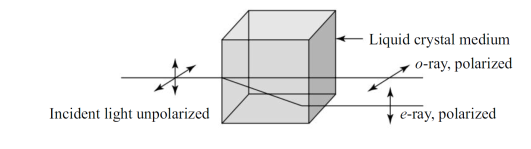 Liquid crystal medium
o-ray, polarized
Incident light unpolarized
e-ray, polarized